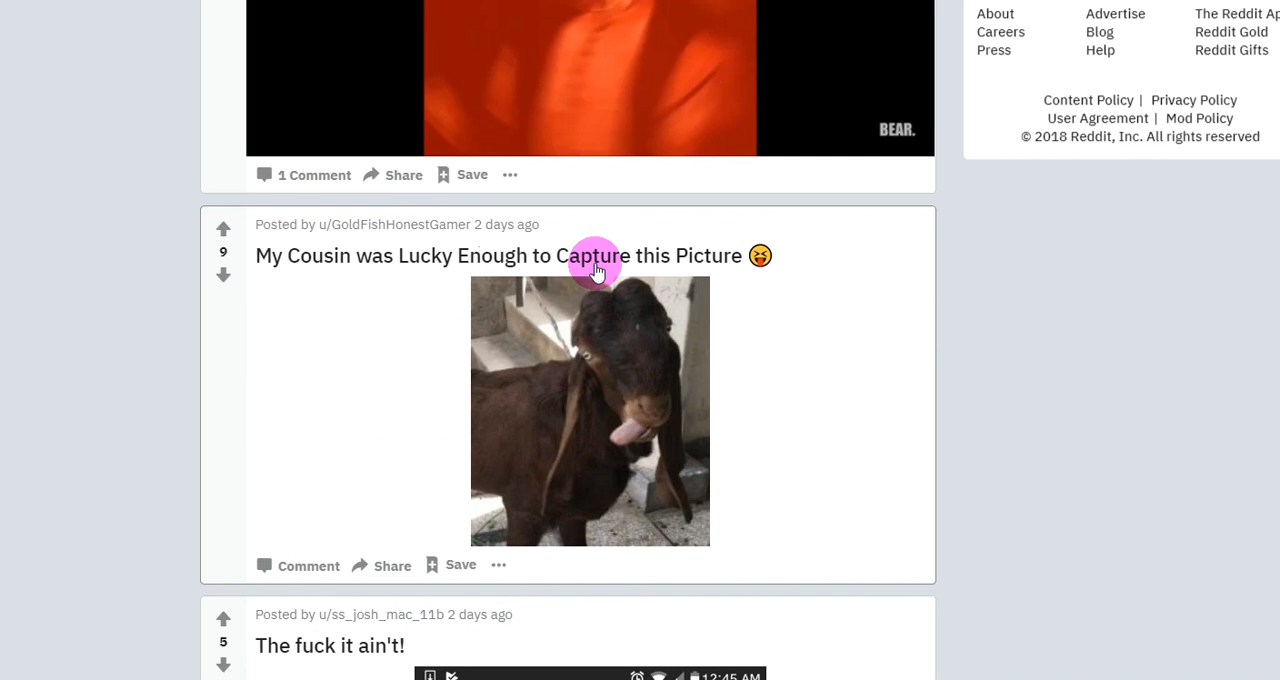 About
Advertise
The Reddit Ap
Careers
Blog
Reddit Gold
Press
Help
Reddit Gifts
Content Policy | Privacy Policy
User Agreement | Mod Policy
© 2018 Reddit, Inc. All rights reserved
BEAR.
1 Comment Share Save ...
Posted by u/GoldFishHonestGamer 2 days ago
9
My Cousin was Lucky Enough to Capture this Picture 😝
Comment Share Save ...
Posted by u/ss_josh_mac_11b 2 days ago
5
The fuck it ain't!
12:45 AM